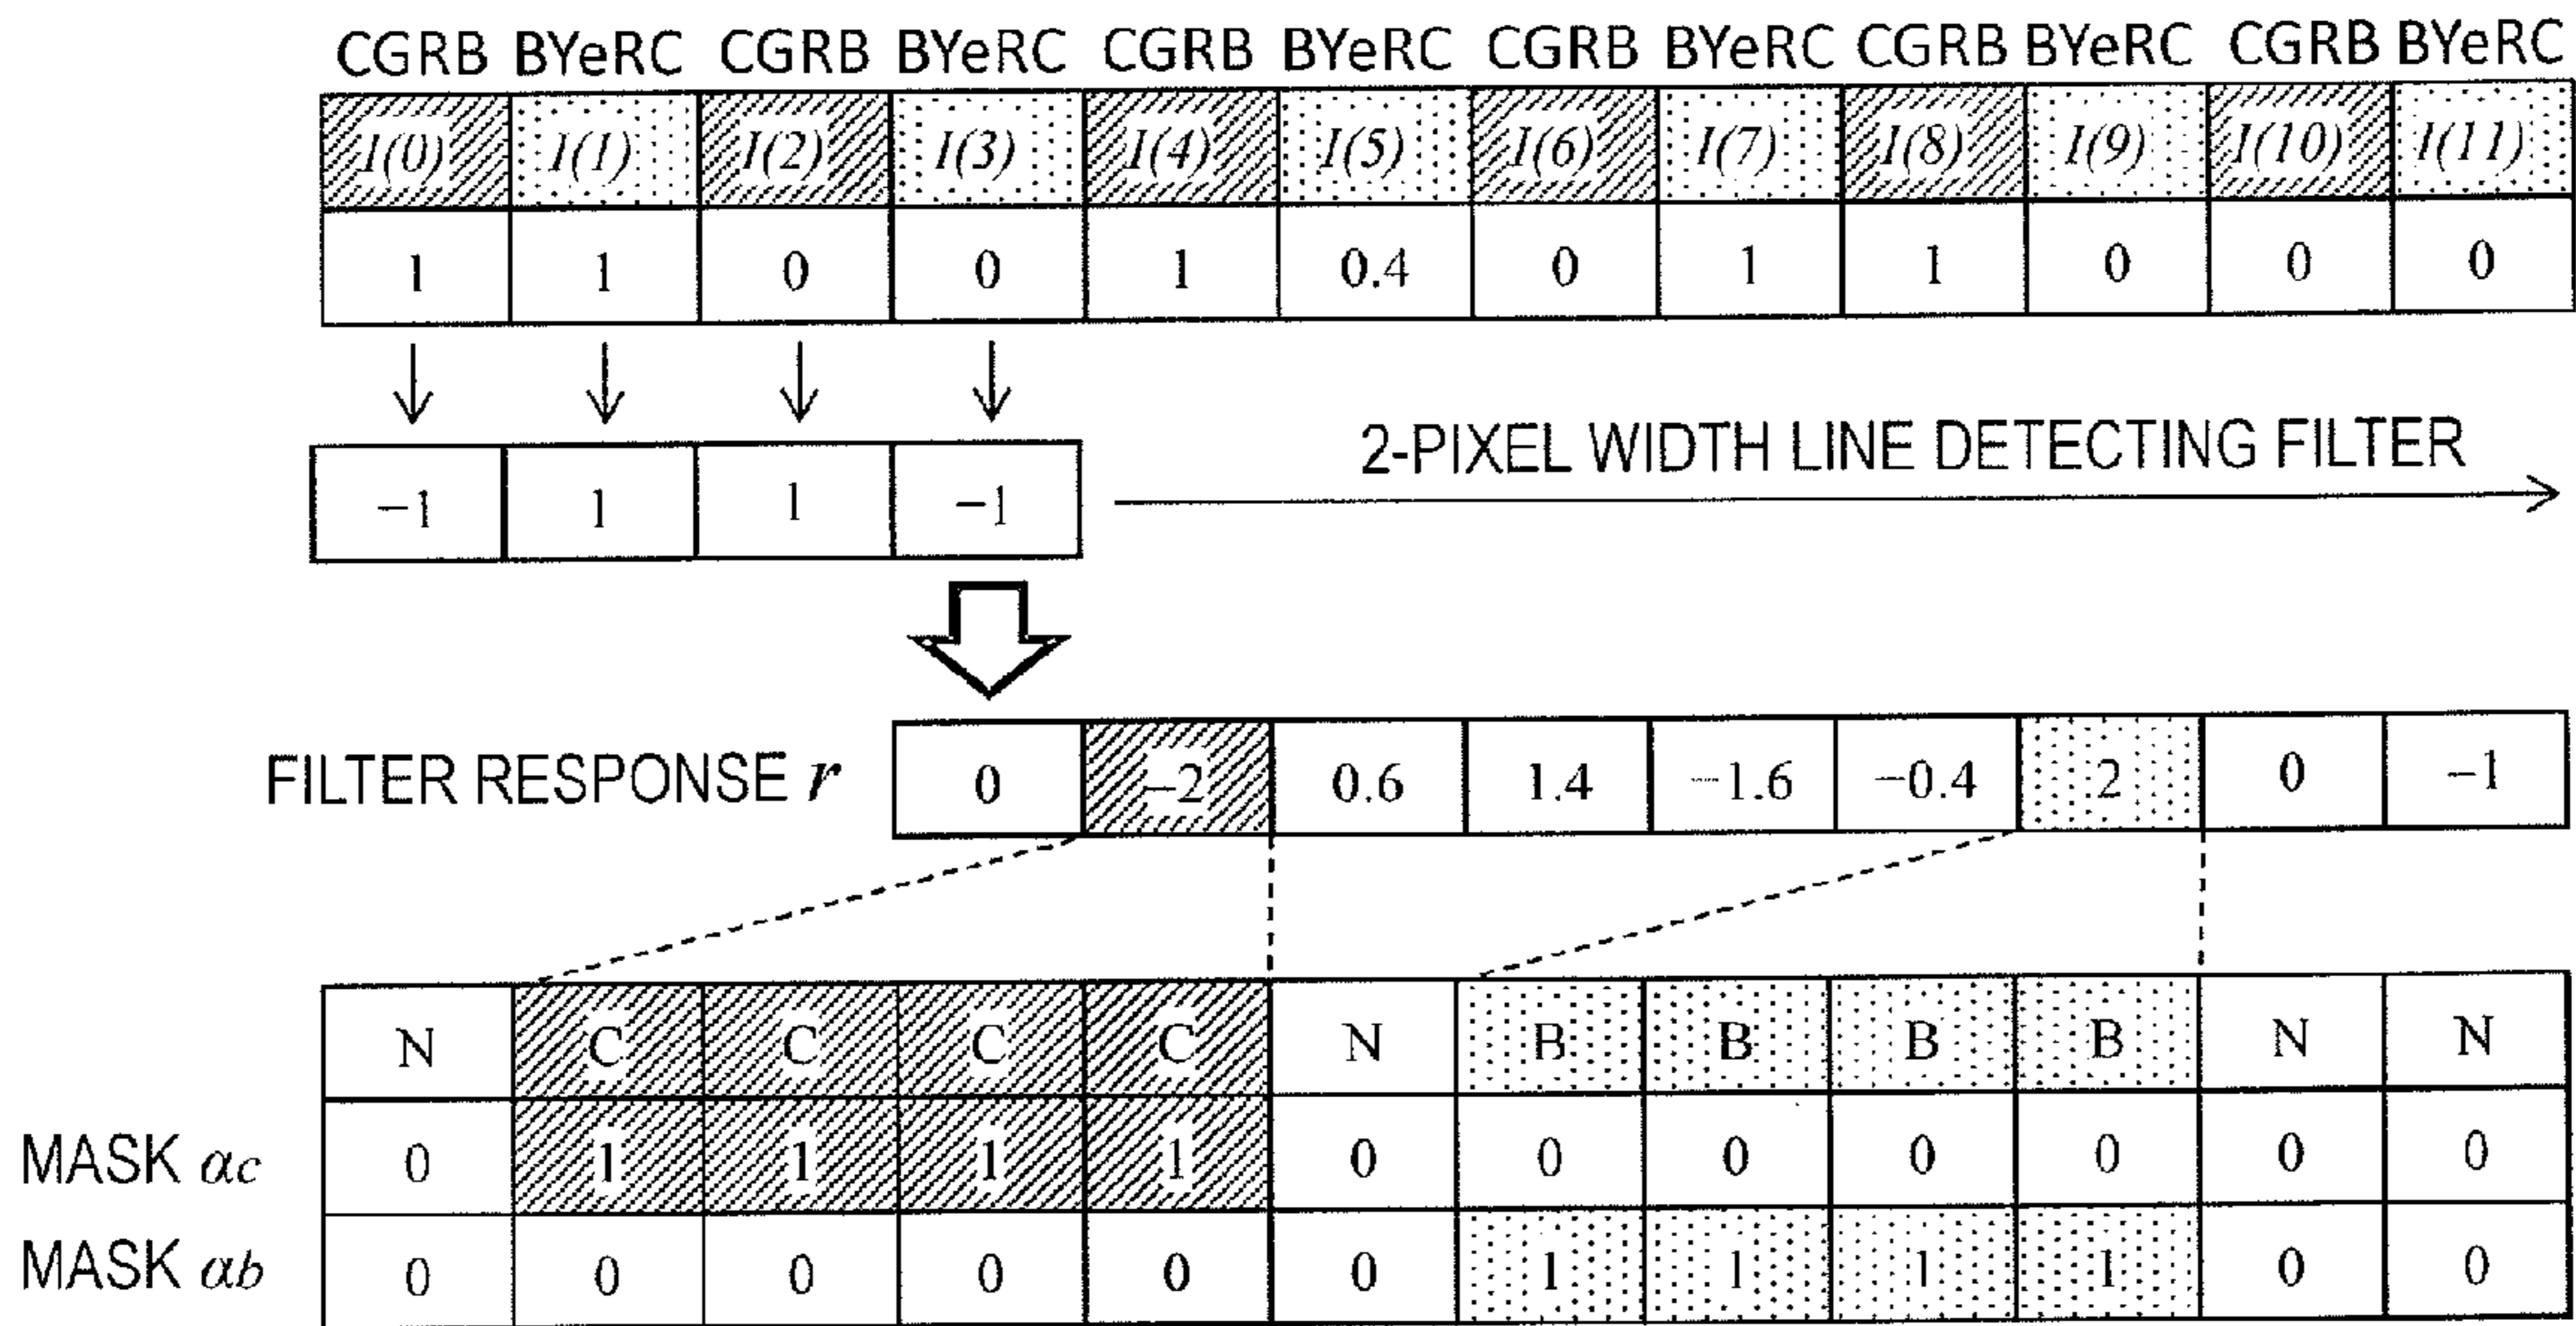 CGRB BYeRC CGRB BYeRC CGRB BYeRC CGRB BYeRC CGRB BYeRC CGRB BYeRC
I(0) I(1) I(2) I(3) I(4) I(5) I(6) I(7) I(8) I(9) I(10) I(11)
1 1 0 0 1 0.4 0 1 1 0 0 0
2-PIXEL WIDTH LINE DETECTING FILTER
−1 1 1 −1
FILTER RESPONSE r 0 −2 0.6 1.4 −1.6 −0.4 2 0 −1
N C C C C N B B B B N N
MASK αc 0 1 1 1 1 0 0 0 0 0 0 0
MASK αb 0 0 0 0 0 0 1 1 1 1 0 0